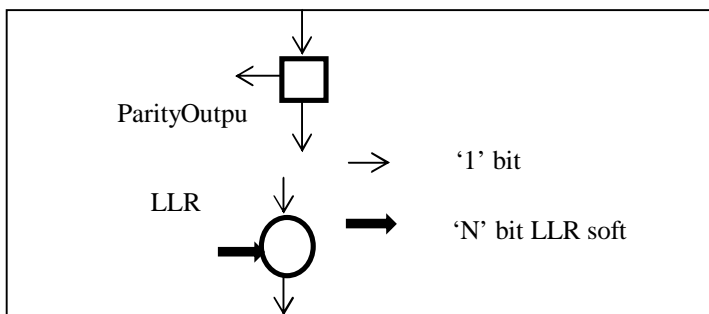 ParityOutpu
‘1’ bit
LLR
‘N’ bit LLR soft